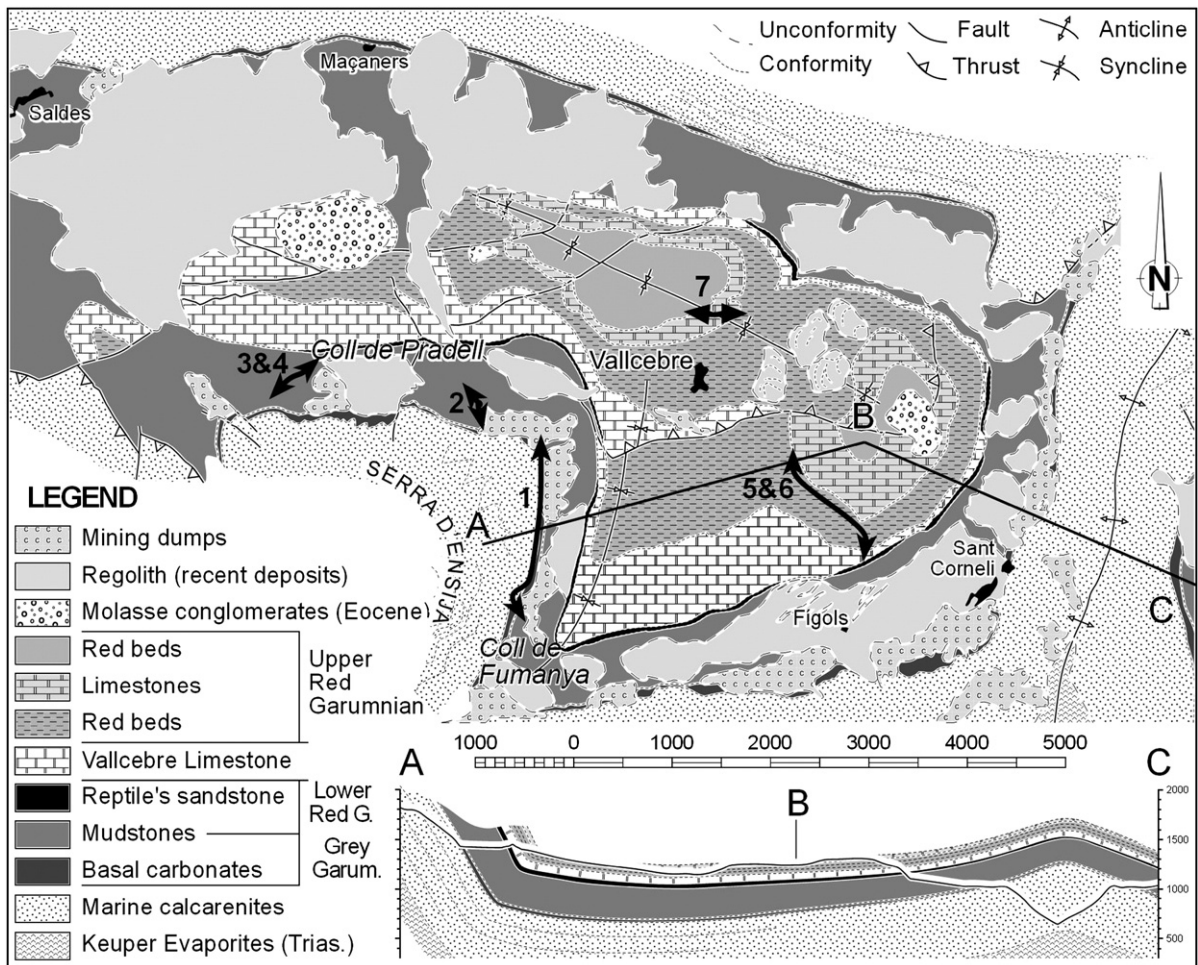 Unconformity
Fault
Anticline
Conformity
Thrust
Syncline
Maçaners
Saldes
N
7
3&4
Coll de Pradell
Vallcebre
2
B
1
5&6
SERRA D'ENSIJA
A
Sant
Corneli
C
Figols
Coll de
Fumanya
LEGEND
Mining dumps
Regolith (recent deposits)
Molasse conglomerates (Eocene)
Red beds
Limestones
Red beds
Upper
Red
Garumnian
Vallcebre Limestone
Reptile's sandstone
Lower
Red G.
Mudstones
Grey
Garum.
Basal carbonates
Marine calcarenites
Keuper Evaporites (Trias.)
1000 0 1000 2000 3000 4000 5000
A
B
C
2000
1500
1000
500